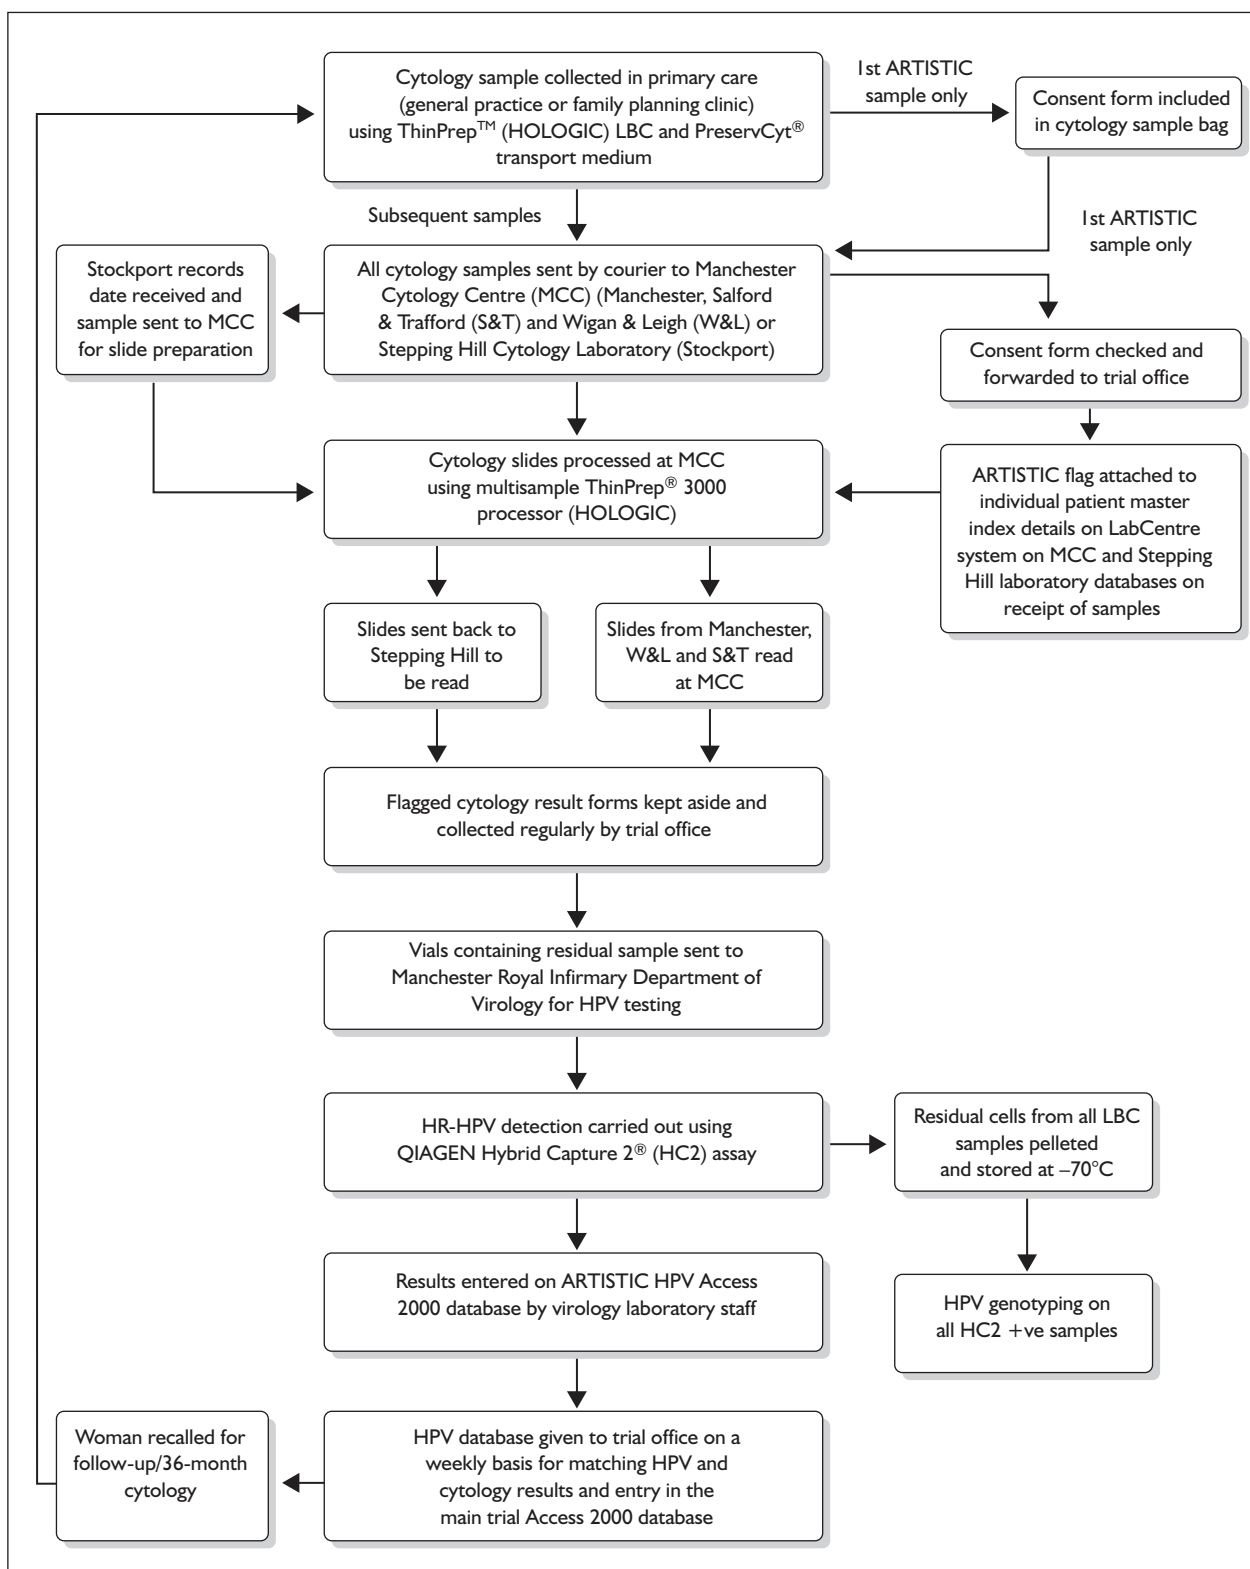 Cytology sample collected in primary care
(general practice or family planning clinic)
using ThinPrep™ (HOLOGIC) LBC and PreservCyt®
transport medium
1st ARTISTIC
sample only
Consent form included
in cytology sample bag
Subsequent samples
1st ARTISTIC
sample only
Stockport records
date received and
sample sent to MCC
for slide preparation
All cytology samples sent by courier to Manchester
Cytology Centre (MCC) (Manchester, Salford
& Trafford (S&T) and Wigan & Leigh (W&L) or
Stepping Hill Cytology Laboratory (Stockport)
Consent form checked and
forwarded to trial office
Cytology slides processed at MCC
using multisample ThinPrep® 3000
processor (HOLOGIC)
ARTISTIC flag attached to
individual patient master
index details on LabCentre
system on MCC and Stepping
Hill laboratory databases on
receipt of samples
Slides sent back to
Stepping Hill to
be read
Slides from Manchester,
W&L and S&T read
at MCC
Flagged cytology result forms kept aside and
collected regularly by trial office
Vials containing residual sample sent to
Manchester Royal Infirmary Department of
Virology for HPV testing
HR-HPV detection carried out using
QIAGEN Hybrid Capture 2® (HC2) assay
Residual cells from all LBC
samples pelleted
and stored at –70°C
Results entered on ARTISTIC HPV Access
2000 database by virology laboratory staff
HPV genotyping on
all HC2 +ve samples
Woman recalled for
follow-up/36-month
cytology
HPV database given to trial office on a
weekly basis for matching HPV and
cytology results and entry in the
main trial Access 2000 database